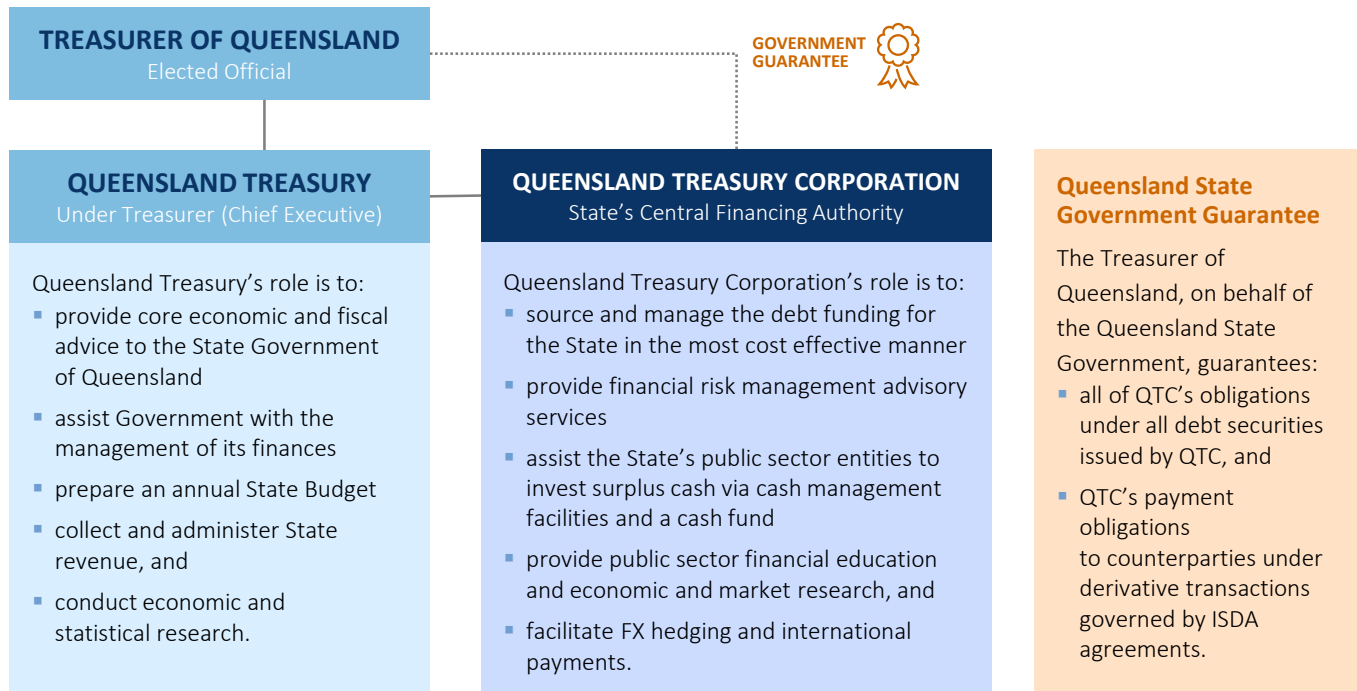 TREASURER OF QUEENSLAND
Elected Official
GOVERNMENT
GUARANTEE
QUEENSLAND TREASURY
Under Treasurer (Chief Executive)
Queensland Treasury’s role is to:
▪ provide core economic and fiscal
advice to the State Government
of Queensland
▪ assist Government with the
management of its finances
▪ prepare an annual State Budget
▪ collect and administer State
revenue, and
▪ conduct economic and
statistical research.
QUEENSLAND TREASURY CORPORATION
State’s Central Financing Authority
Queensland Treasury Corporation’s role is to:
▪ source and manage the debt funding for
the State in the most cost effective manner
▪ provide financial risk management advisory
services
▪ assist the State’s public sector entities to
invest surplus cash via cash management
facilities and a cash fund
▪ provide public sector financial education
and economic and market research, and
▪ facilitate FX hedging and international
payments.
Queensland State
Government Guarantee
The Treasurer of
Queensland, on behalf of
the Queensland State
Government, guarantees:
▪ all of QTC’s obligations
under all debt securities
issued by QTC, and
▪ QTC’s payment
obligations
to counterparties under
derivative transactions
governed by ISDA
agreements.